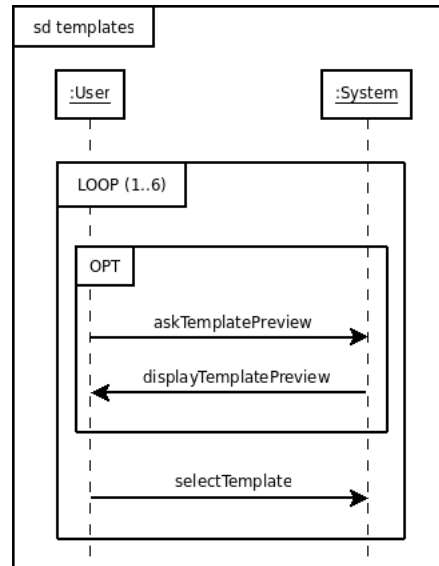 sd templates
:User
:System
LOOP (1..6)
OPT
askTemplatePreview
displayTemplatePreview
selectTemplate